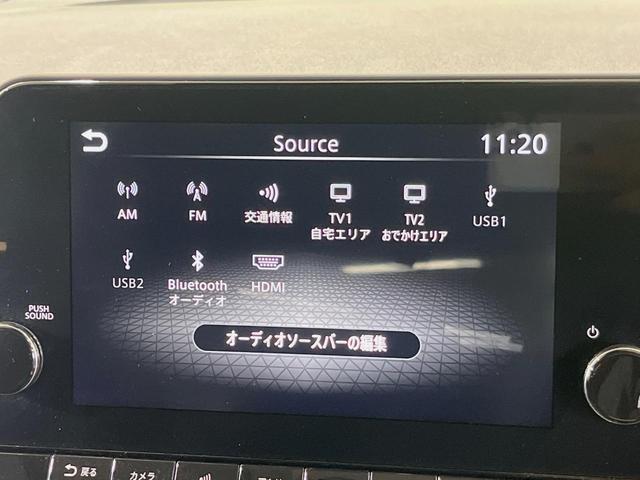 Source
11:20
AM
FM
交通情報
TV1
自宅エリア
TV2
おでかけエリア
USB1
USB2
Bluetooth
オーディオ
HDMI
オーディオソースバーの編集
PUSH
SOUND
戻る
カメラ